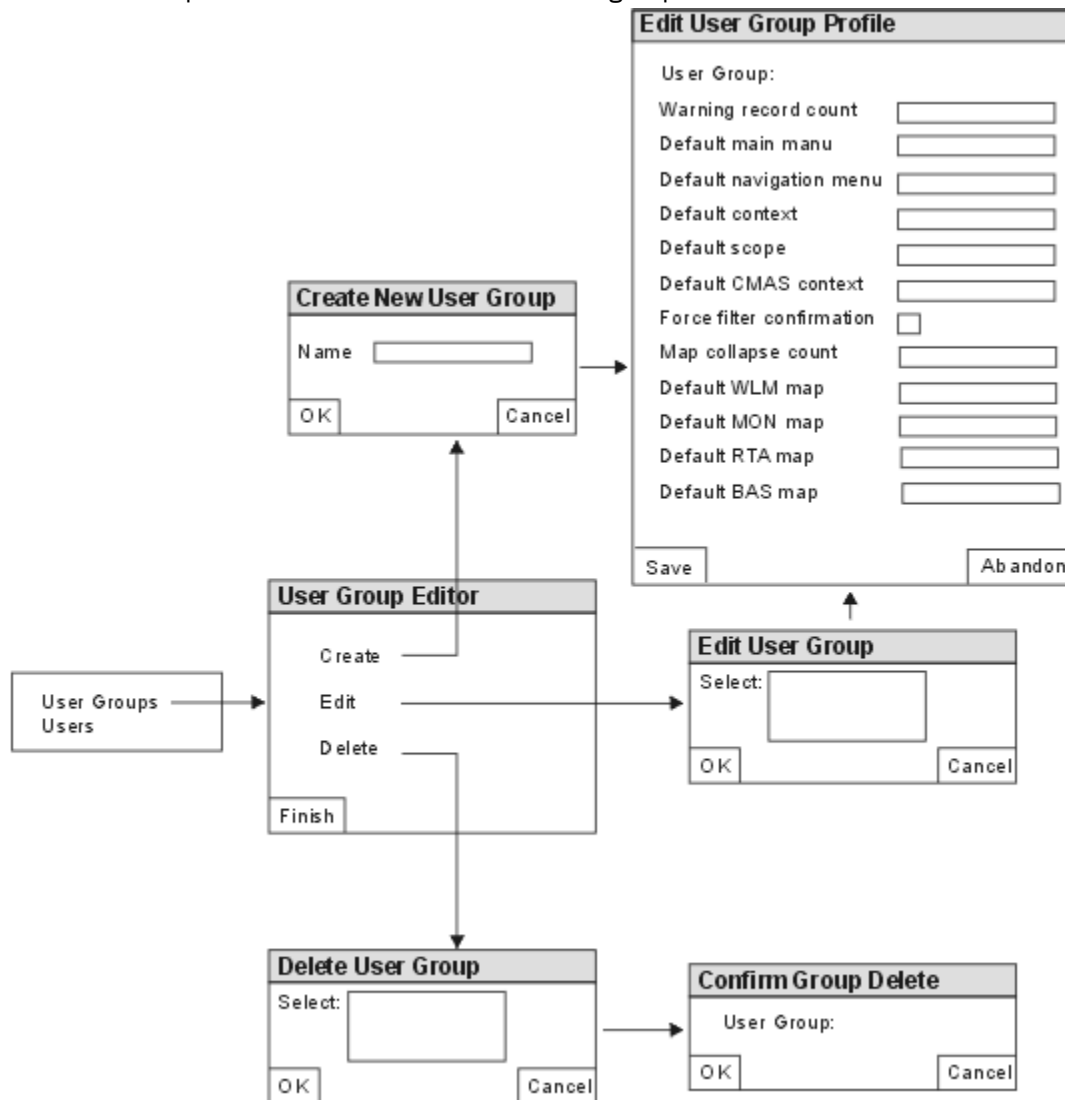 Edit User Group Profile
User Group:
Warning record count
Default main manu
Default navigation menu
Default context
Default scope
Default CMAS context
Force filter confirmation
Map collapse count
Default WLM map
Default MON map
Default RTA map
Default BAS map
Save
Abandon
Create New User Group
Name
OK
Cancel
User Group Editor
Create
Edit
Delete
Finish
User Groups
Users
Edit User Group
Select:
OK
Cancel
Delete User Group
Select:
OK
Cancel
Confirm Group Delete
User Group:
OK
Cancel